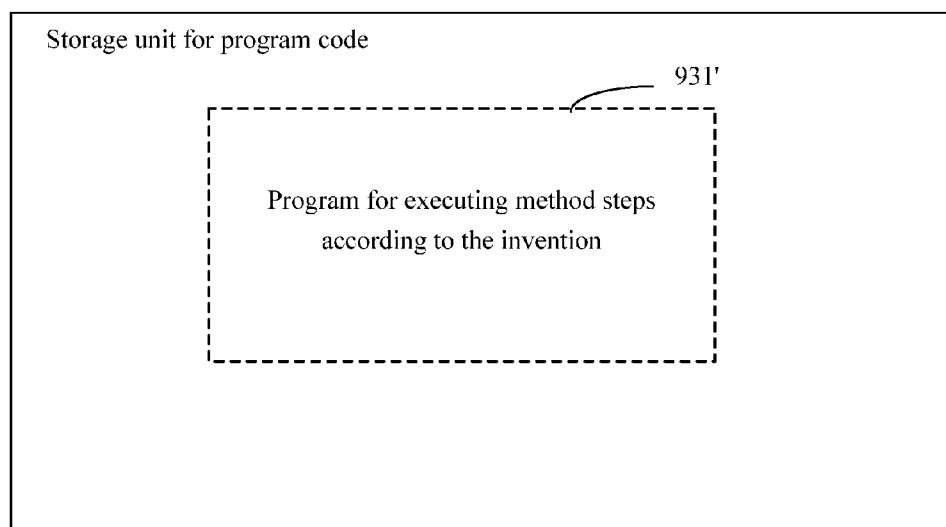 Storage unit for program code
931'
Program for executing method steps
according to the invention